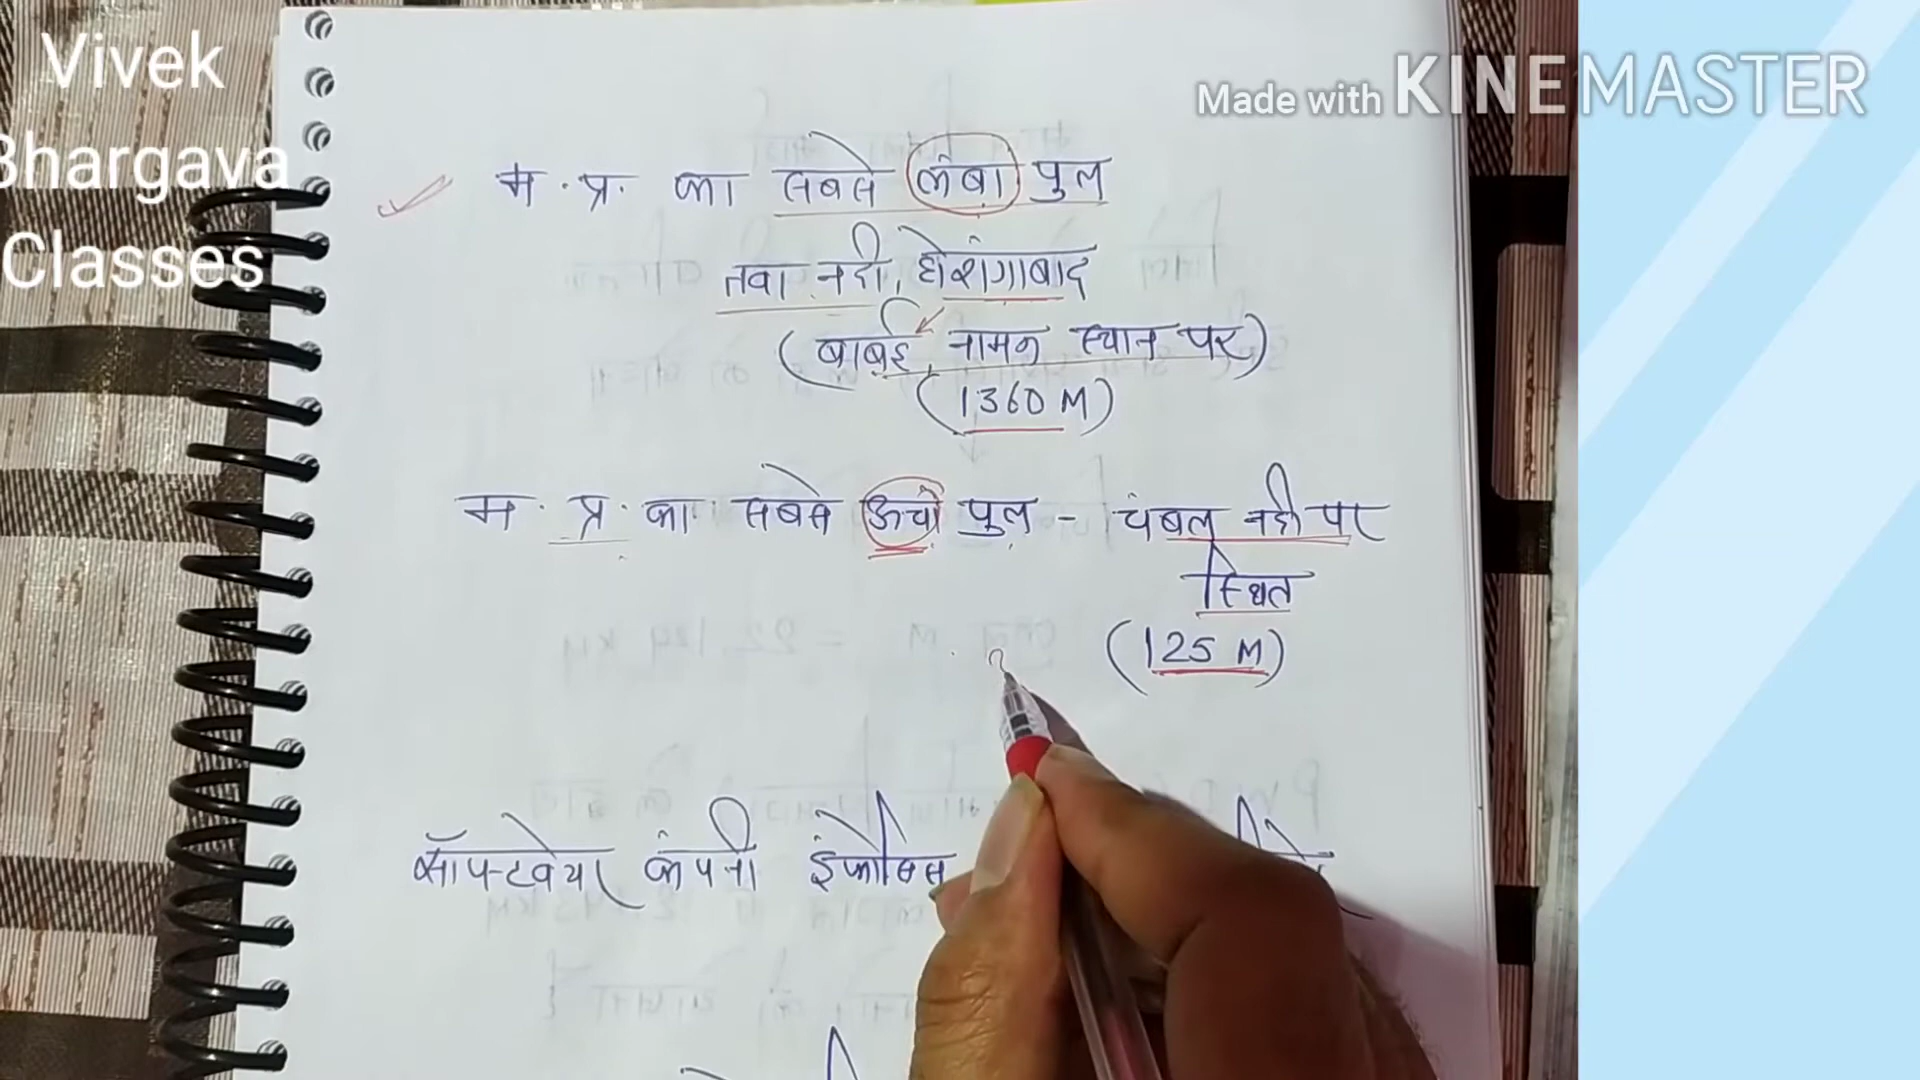 Vivek
Bhargava
Classes
Made with KINEMASTER
म.प्र. का सबसे लंबा पुल
तवा नदी, होशंगाबाद
(बाबई नामक स्थान पर)
(1360 M)
म.प्र. का सबसे ऊंचा पुल - चंबल नदी पर
स्थित
(125 M)
सॉफ्टवेयर कंपनी इंफोसिस